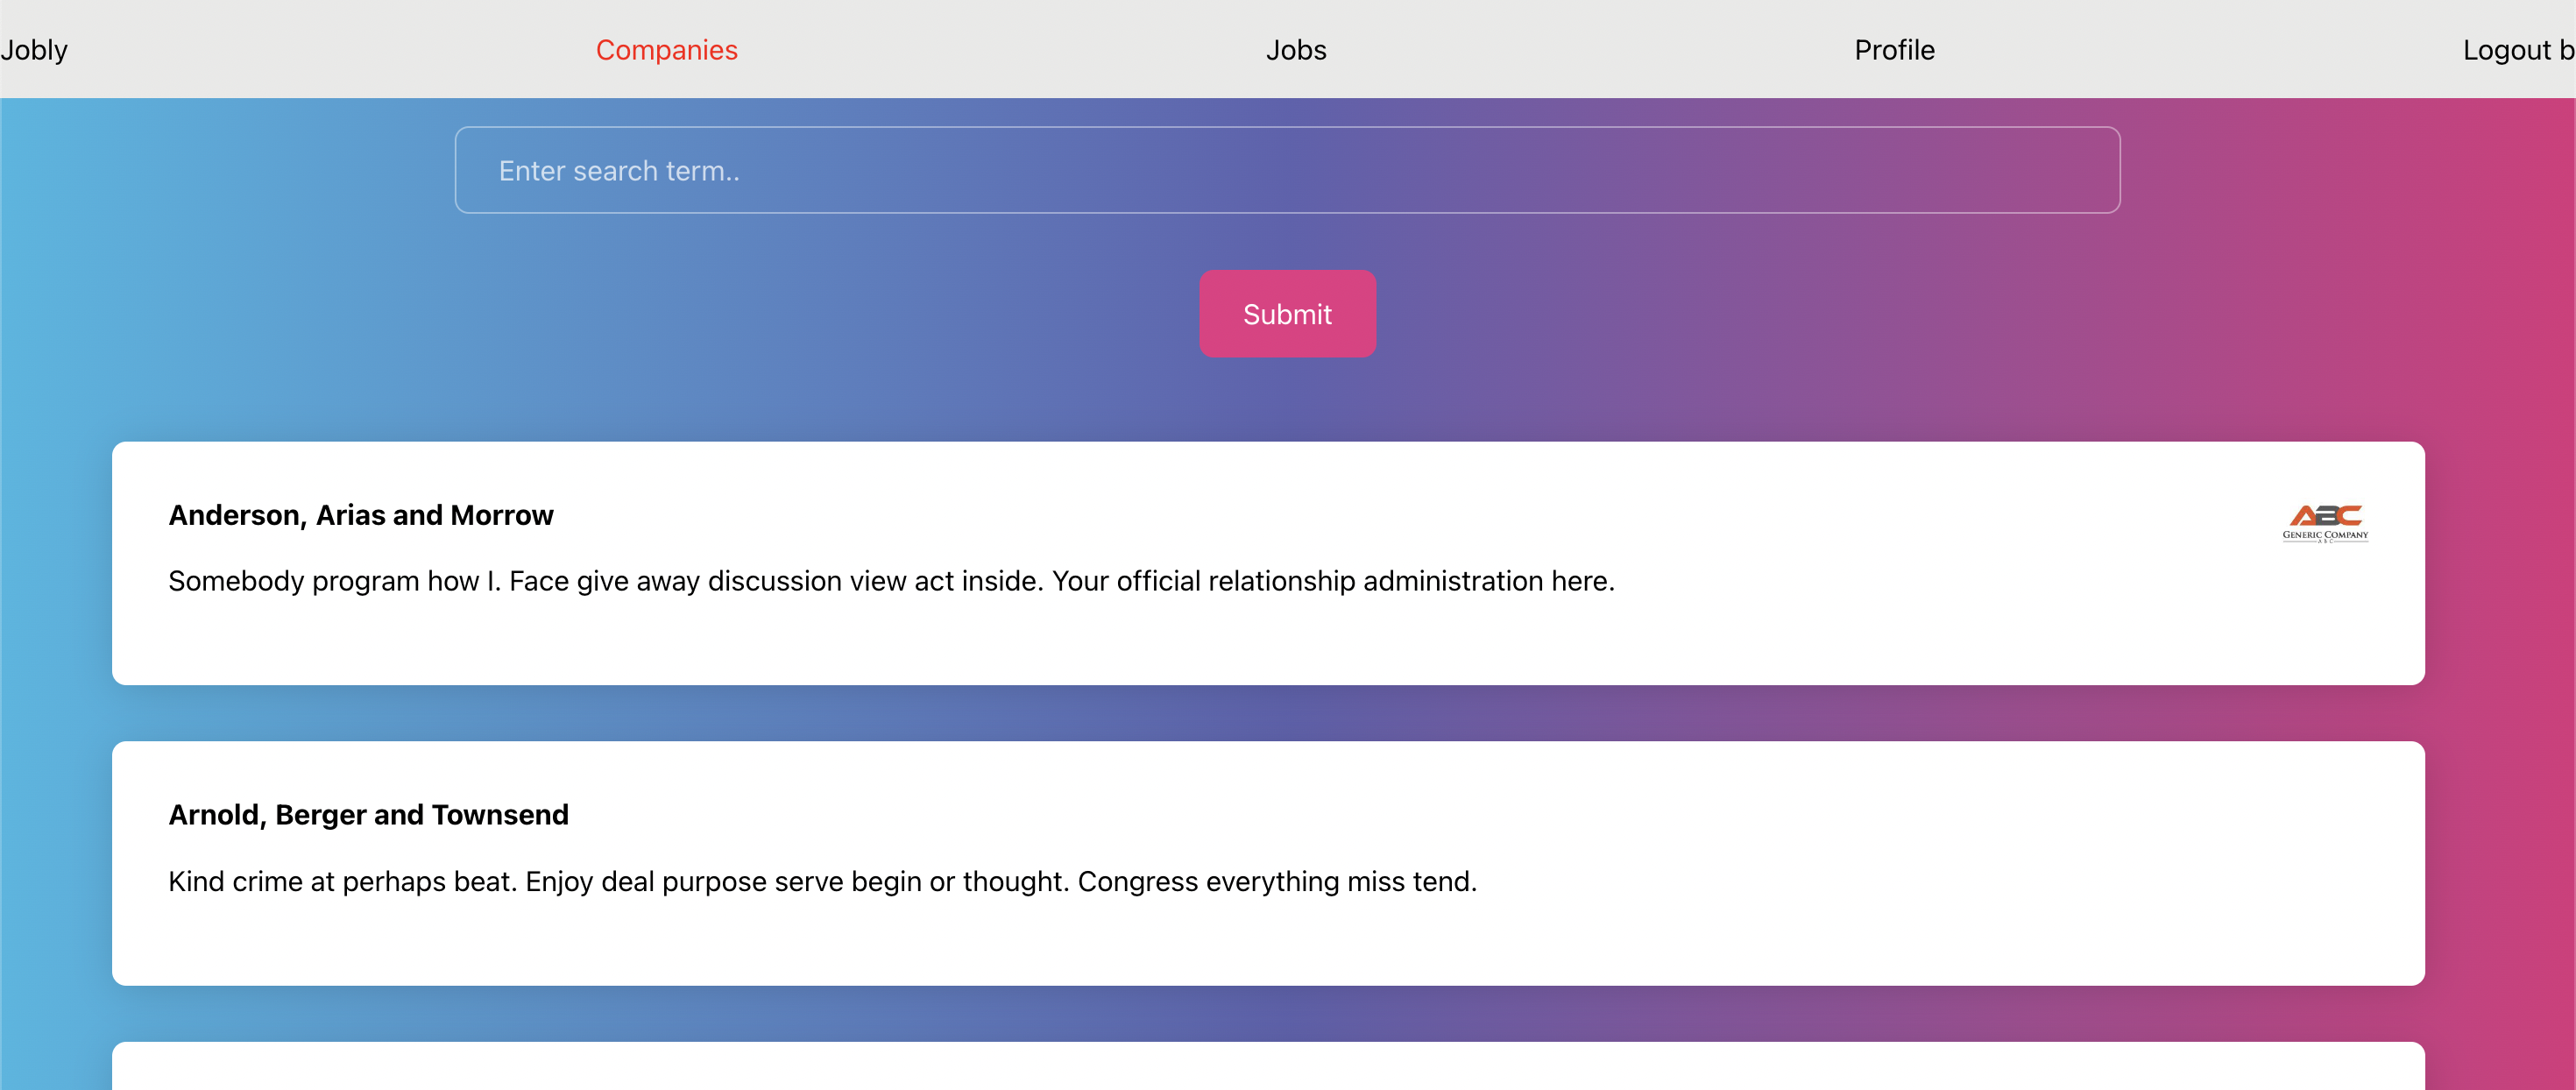 Jobly Companies Jobs Profile Logout b
Enter search term..
Submit
Anderson, Arias and Morrow
ABC
GENERIC COMPANY
ABC
Somebody program how I. Face give away discussion view act inside. Your official relationship administration here.
Arnold, Berger and Townsend
Kind crime at perhaps beat. Enjoy deal purpose serve begin or thought. Congress everything miss tend.